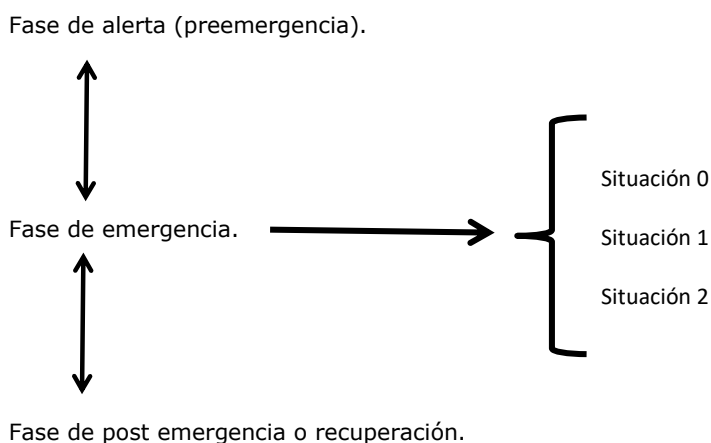 Fase de alerta (preemergencia).
Situación 0
Fase de emergencia.
Situación 1
Situación 2
Fase de post emergencia o recuperación.